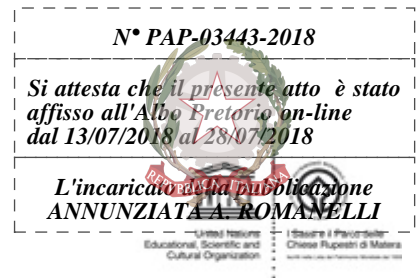 N° PAP-03443-2018
Si attesta che il presente atto è stato
affisso all'Albo Pretorio on-line
dal 13/07/2018 al 28/07/2018
L'incaricato della pubblicazione
ANNUNZIATA A. ROMANELLI
REPUBBLICA ITALIANA
United Nations
Educational, Scientific and
Cultural Organization
I Sassi e il Parco delle
Chiese Rupestri di Matera